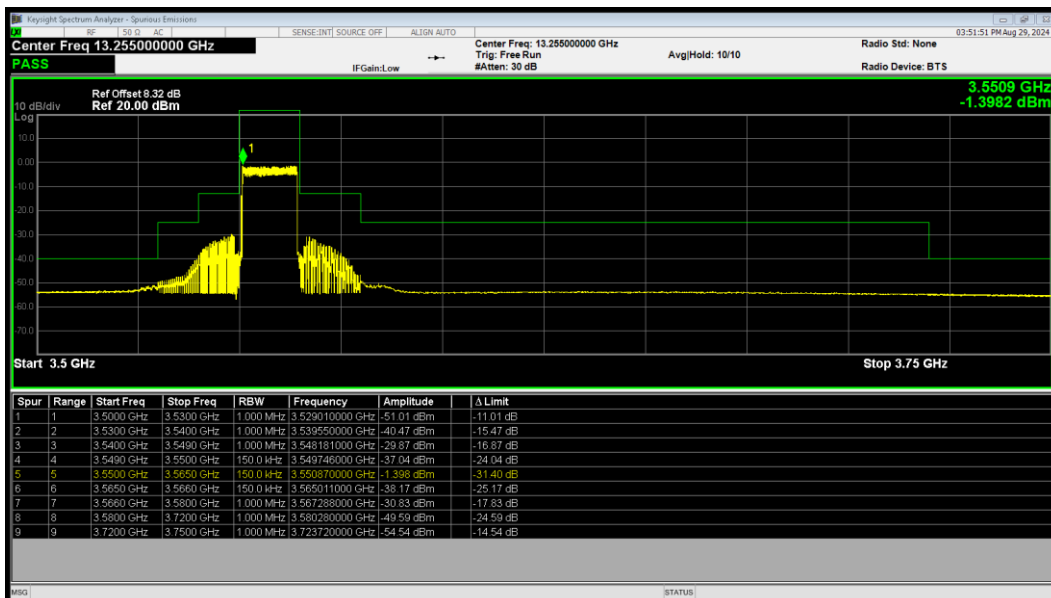 Keysight Spectrum Analyzer - Spurious Emissions
RF 50 Ω AC SENSE:INT SOURCE OFF ALIGN AUTO 03:51:51 PM Aug 29, 2024
Center Freq 13.255000000 GHz Center Freq: 13.255000000 GHz Radio Std: None
PASS Trig: Free Run Avg|Hold: 10/10
IFGain:Low #Atten: 30 dB Radio Device: BTS
Ref Offset 8.32 dB 3.5509 GHz
10 dB/div Ref 20.00 dBm -1.3982 dBm
Log
10.0
1
0.00
-10.0
-20.0
-30.0
-40.0
-50.0
-60.0
-70.0
Start 3.5 GHz Stop 3.75 GHz
Spur Range Start Freq Stop Freq RBW Frequency Amplitude Δ Limit
1 1 3.5000 GHz 3.5300 GHz 1.000 MHz 3.529010000 GHz -51.01 dBm -11.01 dB
2 2 3.5300 GHz 3.5400 GHz 1.000 MHz 3.539550000 GHz -40.47 dBm -15.47 dB
3 3 3.5400 GHz 3.5490 GHz 1.000 MHz 3.548181000 GHz -29.87 dBm -16.87 dB
4 4 3.5490 GHz 3.5500 GHz 150.0 kHz 3.549746000 GHz -37.04 dBm -24.04 dB
5 5 3.5500 GHz 3.5650 GHz 150.0 kHz 3.550870000 GHz -1.398 dBm -31.40 dB
6 6 3.5650 GHz 3.5660 GHz 150.0 kHz 3.565011000 GHz -38.17 dBm -25.17 dB
7 7 3.5660 GHz 3.5800 GHz 1.000 MHz 3.567288000 GHz -30.83 dBm -17.83 dB
8 8 3.5800 GHz 3.7200 GHz 1.000 MHz 3.580280000 GHz -49.59 dBm -24.59 dB
9 9 3.7200 GHz 3.7500 GHz 1.000 MHz 3.723720000 GHz -54.54 dBm -14.54 dB
MSG STATUS